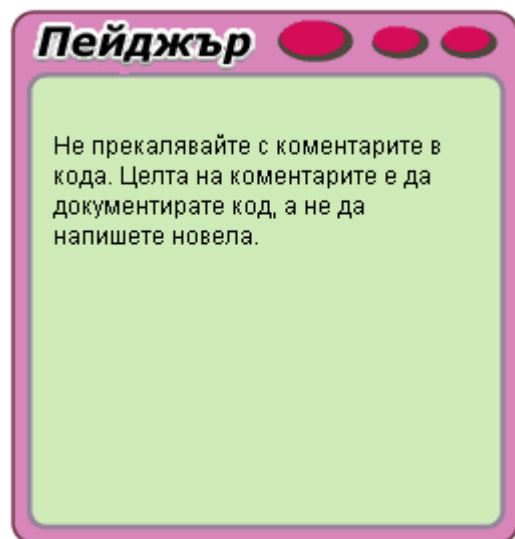 Пейджър
Не прекалявайте с коментарите в
кода. Целта на коментарите е да
документирате код, а не да
напишете новела.